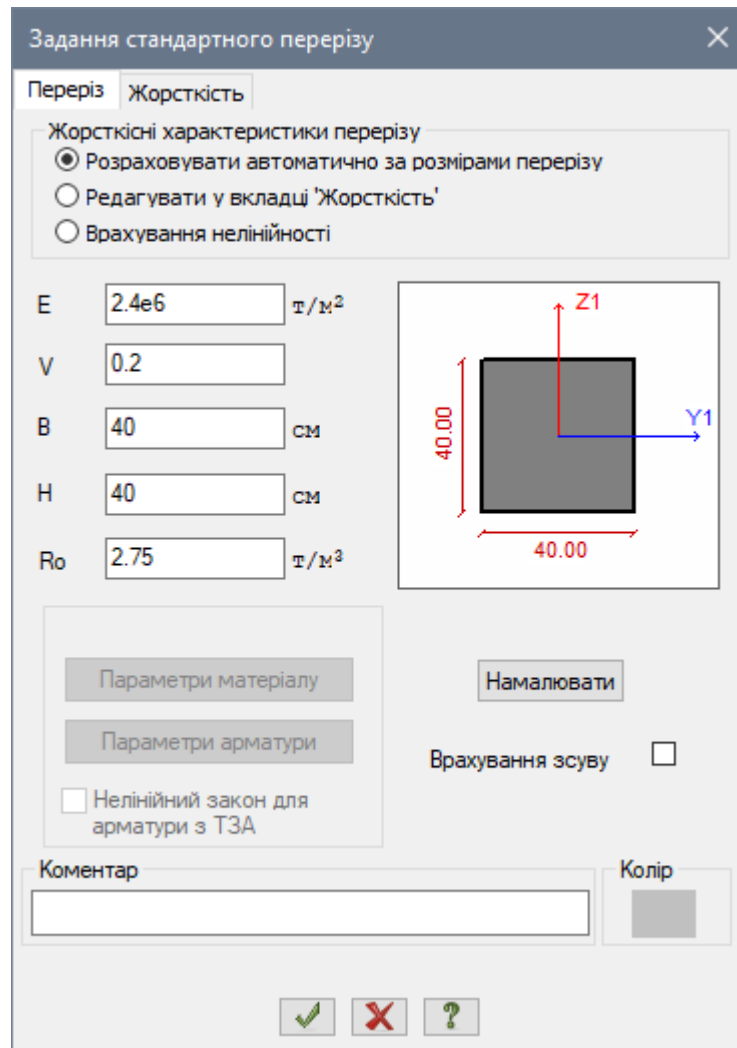 Задання стандартного перерізу
Переріз Жорсткість
Жорсткісні характеристики перерізу
Розраховувати автоматично за розмірами перерізу
Редагувати у вкладці 'Жорсткість'
Врахування нелінійності
E 2.4e6 т/м²
V 0.2
B 40 см
H 40 см
Ro 2.75 т/м³
Z1
Y1
40.00
40.00
Параметри матеріалу
Параметри арматури
Нелінійний закон для
арматури з ТЗА
Намалювати
Врахування зсуву
Коментар
Колір